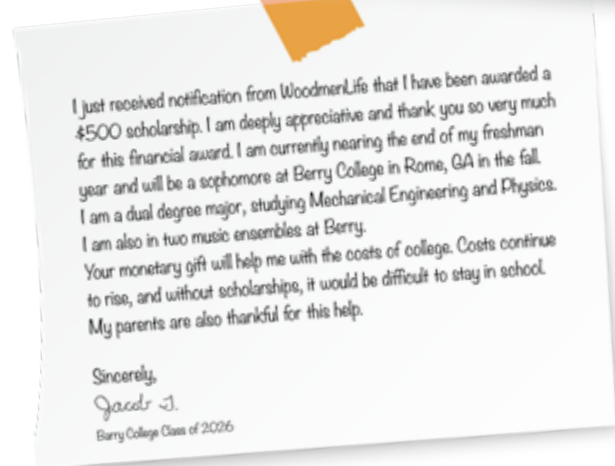 I just received notification from WoodmenLife that I have been awarded a
$500 scholarship. I am deeply appreciative and thank you so very much
for this financial award. I am currently nearing the end of my freshman
year and will be a sophomore at Berry College in Rome, GA in the fall.
I am a dual degree major, studying Mechanical Engineering and Physics.
I am also in two music ensembles at Berry.
Your monetary gift will help me with the costs of college. Costs continue
to rise, and without scholarships, it would be difficult to stay in school.
My parents are also thankful for this help.
Sincerely,
Jacob J.
Barry College Class of 2026